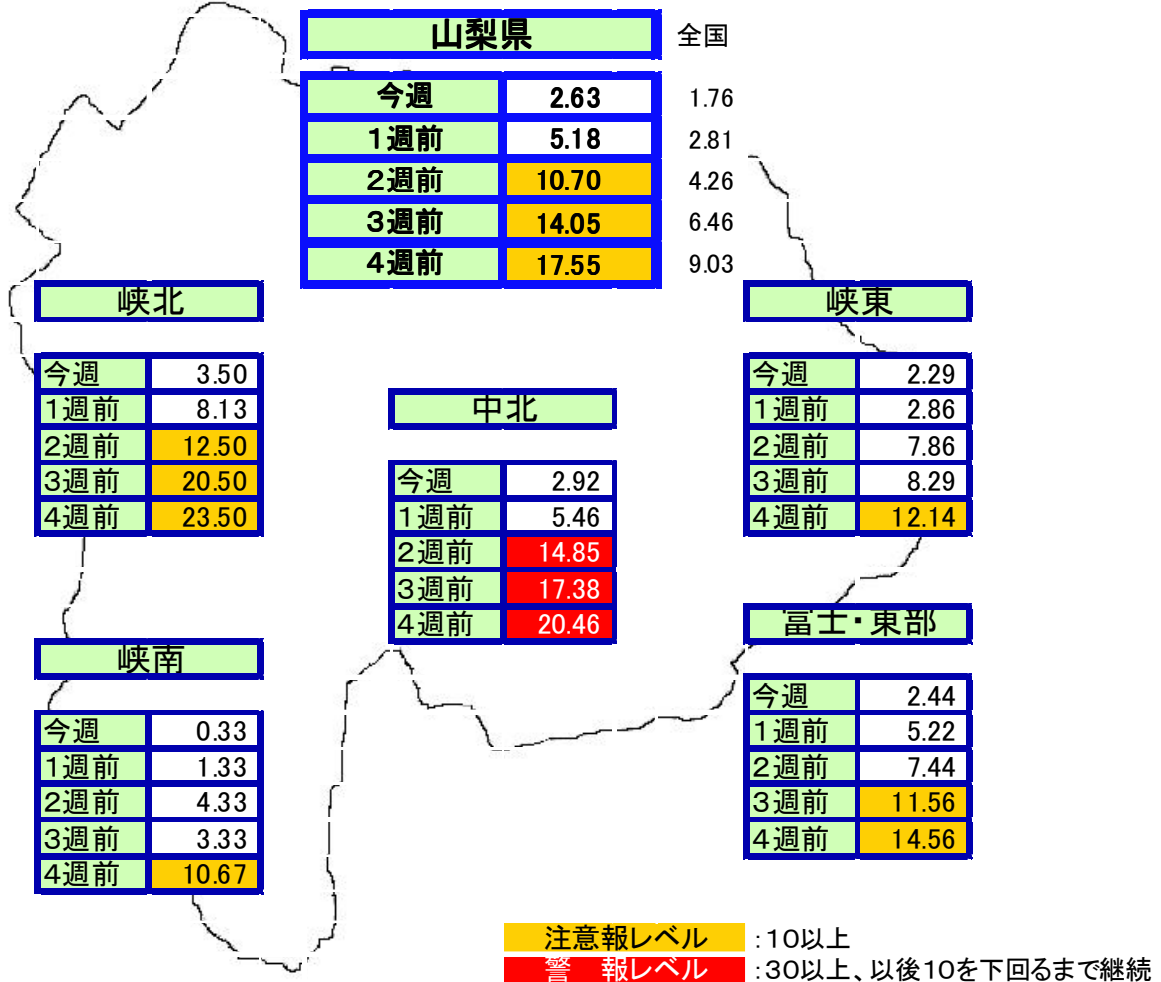 山梨県 全国
今週 2.63 1.76
1週前 5.18 2.81
2週前 10.70 4.26
3週前 14.05 6.46
4週前 17.55 9.03
峡北
今週 3.50
1週前 8.13
2週前 12.50
3週前 20.50
4週前 23.50
中北
今週 2.92
1週前 5.46
2週前 14.85
3週前 17.38
4週前 20.46
峡東
今週 2.29
1週前 2.86
2週前 7.86
3週前 8.29
4週前 12.14
峡南
今週 0.33
1週前 1.33
2週前 4.33
3週前 3.33
4週前 10.67
富士・東部
今週 2.44
1週前 5.22
2週前 7.44
3週前 11.56
4週前 14.56
注意報レベル :10以上
警 報レベル :30以上、以後10を下回るまで継続